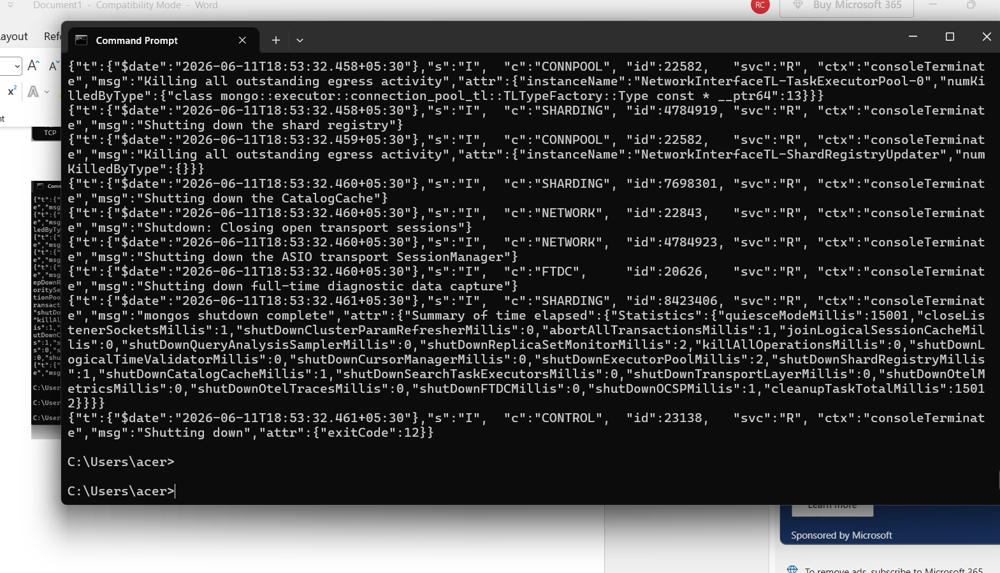 Document1 - Compatibility Mode - Word
RC
Buy Microsoft 365
ayout Refe
A^ A
x² A
nt
TCP
Command Prompt
{"t":{"$date":"2026-06-11T18:53:32.458+05:30"},"s":"I", "c":"CONNPOOL", "id":22582, "svc":"R", "ctx":"consoleTerminat
e","msg":"Killing all outstanding egress activity","attr":{"instanceName":"NetworkInterfaceTL-TaskExecutorPool-0","numKi
lledByType":{"class mongo::executor::connection_pool_tl::TLTypeFactory::Type const * __ptr64":13}}}
{"t":{"$date":"2026-06-11T18:53:32.458+05:30"},"s":"I", "c":"SHARDING", "id":4784919, "svc":"R", "ctx":"consoleTerminat
e","msg":"Shutting down the shard registry"}
{"t":{"$date":"2026-06-11T18:53:32.459+05:30"},"s":"I", "c":"CONNPOOL", "id":22582, "svc":"R", "ctx":"consoleTerminat
e","msg":"Killing all outstanding egress activity","attr":{"instanceName":"NetworkInterfaceTL-ShardRegistryUpdater","num
KilledByType":{}}}
{"t":{"$date":"2026-06-11T18:53:32.460+05:30"},"s":"I", "c":"SHARDING", "id":7698301, "svc":"R", "ctx":"consoleTerminat
e","msg":"Shutting down the CatalogCache"}
{"t":{"$date":"2026-06-11T18:53:32.460+05:30"},"s":"I", "c":"NETWORK", "id":22843, "svc":"R", "ctx":"consoleTerminat
e","msg":"Shutdown: Closing open transport sessions"}
{"t":{"$date":"2026-06-11T18:53:32.460+05:30"},"s":"I", "c":"NETWORK", "id":4784923, "svc":"R", "ctx":"consoleTerminat
e","msg":"Shutting down the ASIO transport SessionManager"}
{"t":{"$date":"2026-06-11T18:53:32.460+05:30"},"s":"I", "c":"FTDC", "id":20626, "svc":"R", "ctx":"consoleTerminat
e","msg":"Shutting down full-time diagnostic data capture"}
{"t":{"$date":"2026-06-11T18:53:32.461+05:30"},"s":"I", "c":"SHARDING", "id":8423406, "svc":"R", "ctx":"consoleTerminat
e","msg":"mongos shutdown complete","attr":{"Summary of time elapsed":{"Statistics":{"quiesceModeMillis":15001,"closeLis
tenerSocketsMillis":1,"shutDownClusterParamRefresherMillis":0,"abortAllTransactionsMillis":1,"joinLogicalSessionCacheMil
lis":0,"shutDownQueryAnalysisSamplerMillis":0,"shutDownReplicaSetMonitorMillis":2,"killAllOperationsMillis":0,"shutDownL
ogicalTimeValidatorMillis":0,"shutDownCursorManagerMillis":0,"shutDownExecutorPoolMillis":2,"shutDownShardRegistryMillis
":1,"shutDownCatalogCacheMillis":1,"shutDownSearchTaskExecutorsMillis":0,"shutDownTransportLayerMillis":0,"shutDownOtelM
etricsMillis":0,"shutDownOtelTracesMillis":0,"shutDownFTDCMillis":0,"shutDownOCSPMillis":1,"cleanupTaskTotalMillis":1501
2}}}}
{"t":{"$date":"2026-06-11T18:53:32.461+05:30"},"s":"I", "c":"CONTROL", "id":23138, "svc":"R", "ctx":"consoleTerminat
e","msg":"Shutting down","attr":{"exitCode":12}}
C:\Users\acer>
C:\Users\acer>
Learn more
Sponsored by Microsoft
To remove ads, subscribe to Microsoft 365